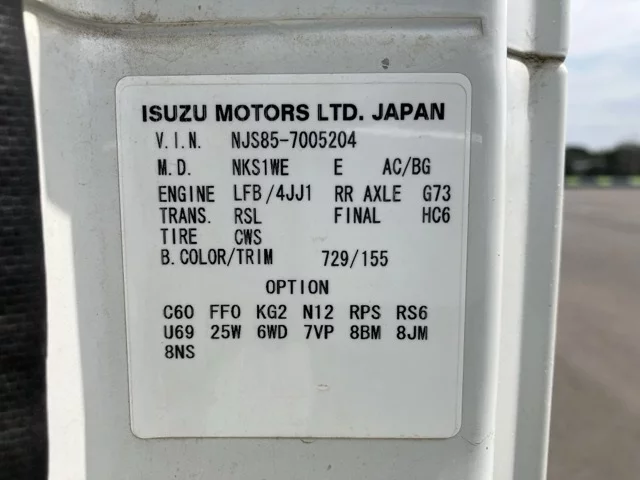 ISUZU MOTORS LTD. JAPAN
V.I.N. NJS85-7005204
M.D. NKS1WE E AC/BG
ENGINE LFB/4JJ1 RR AXLE G73
TRANS. RSL FINAL HC6
TIRE CWS
B.COLOR/TRIM 729/155
OPTION
C60 FF0 KG2 N12 RPS RS6
U69 25W 6WD 7VP 8BM 8JM
8NS